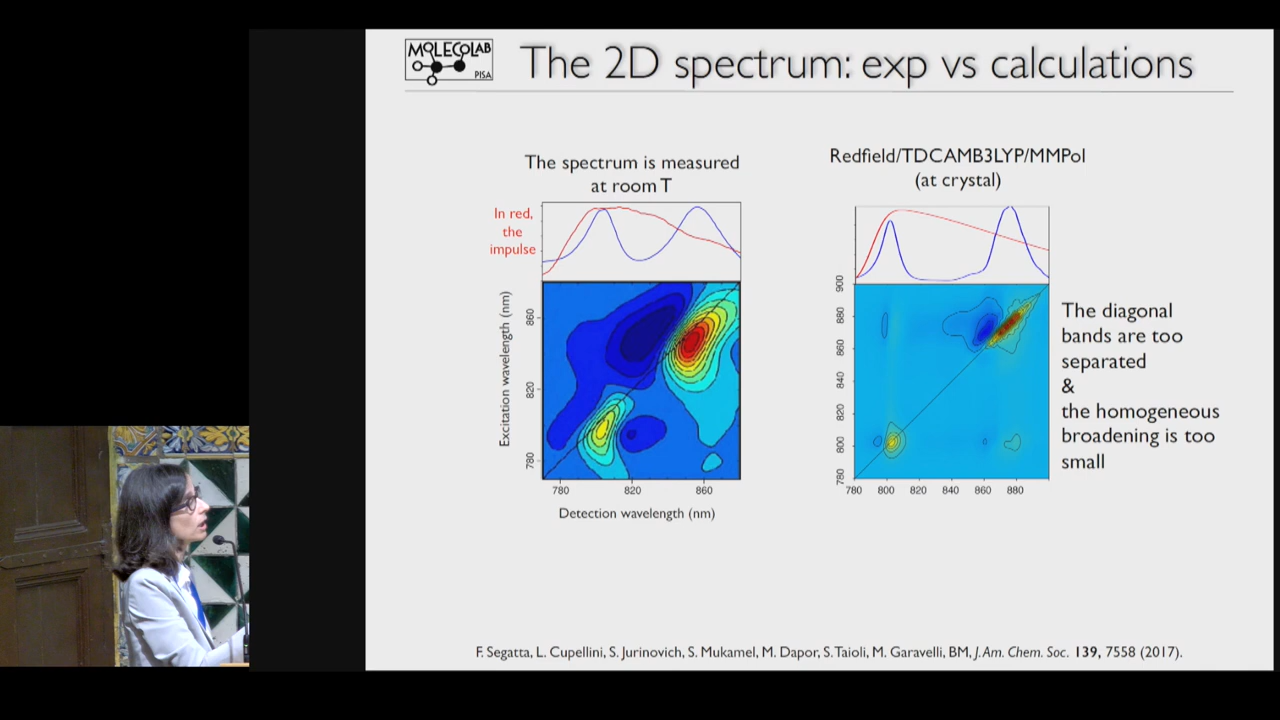 MOLECOLAB
PISA
The 2D spectrum: exp vs calculations
The spectrum is measured
at room T
In red,
the
impulse
Excitation wavelength (nm)
860
820
780
780 820 860
Detection wavelength (nm)
Redfield/TDCAMB3LYP/MMPol
(at crystal)
900
880
860
840
820
800
780
780 800 820 840 860 880
The diagonal
bands are too
separated
&
the homogeneous
broadening is too
small
F. Segatta, L. Cupellini, S. Jurinovich, S. Mukamel, M. Dapor, S. Taioli, M. Garavelli, BM, J. Am. Chem. Soc. 139, 7558 (2017).